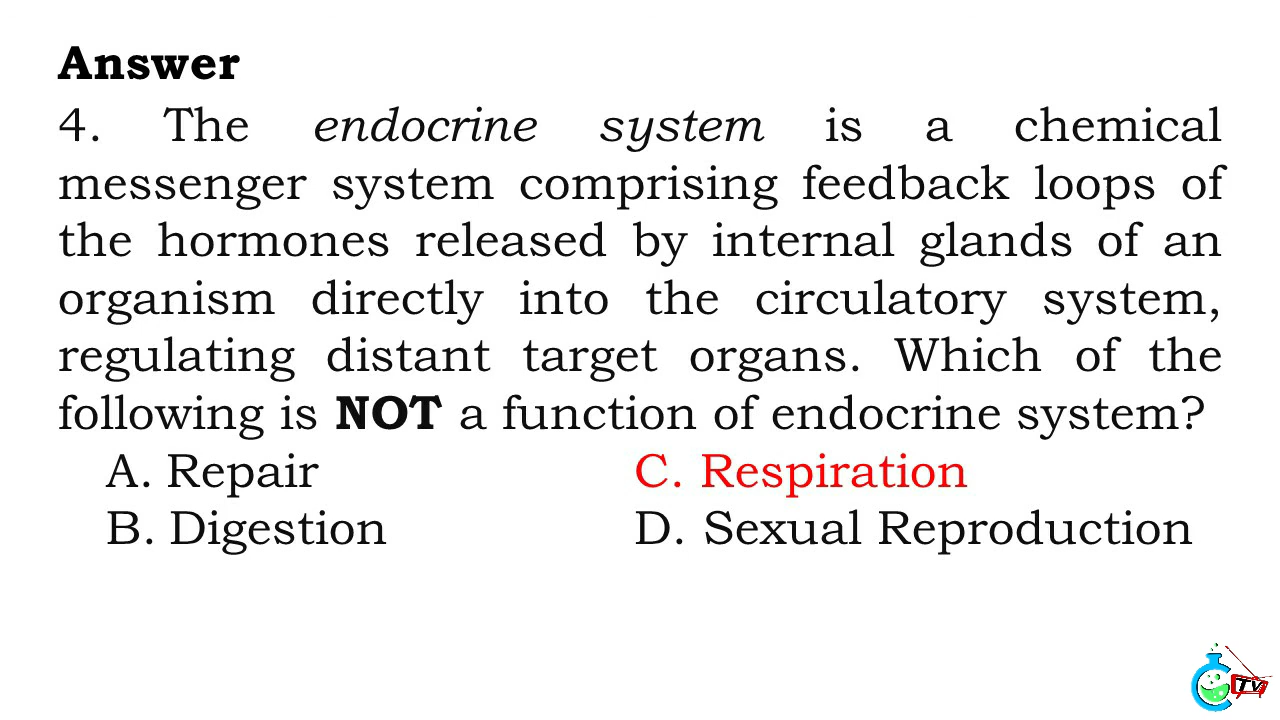 Answer
4. The endocrine system is a chemical
messenger system comprising feedback loops of
the hormones released by internal glands of an
organism directly into the circulatory system,
regulating distant target organs. Which of the
following is NOT a function of endocrine system?
A. Repair C. Respiration
B. Digestion D. Sexual Reproduction
TV